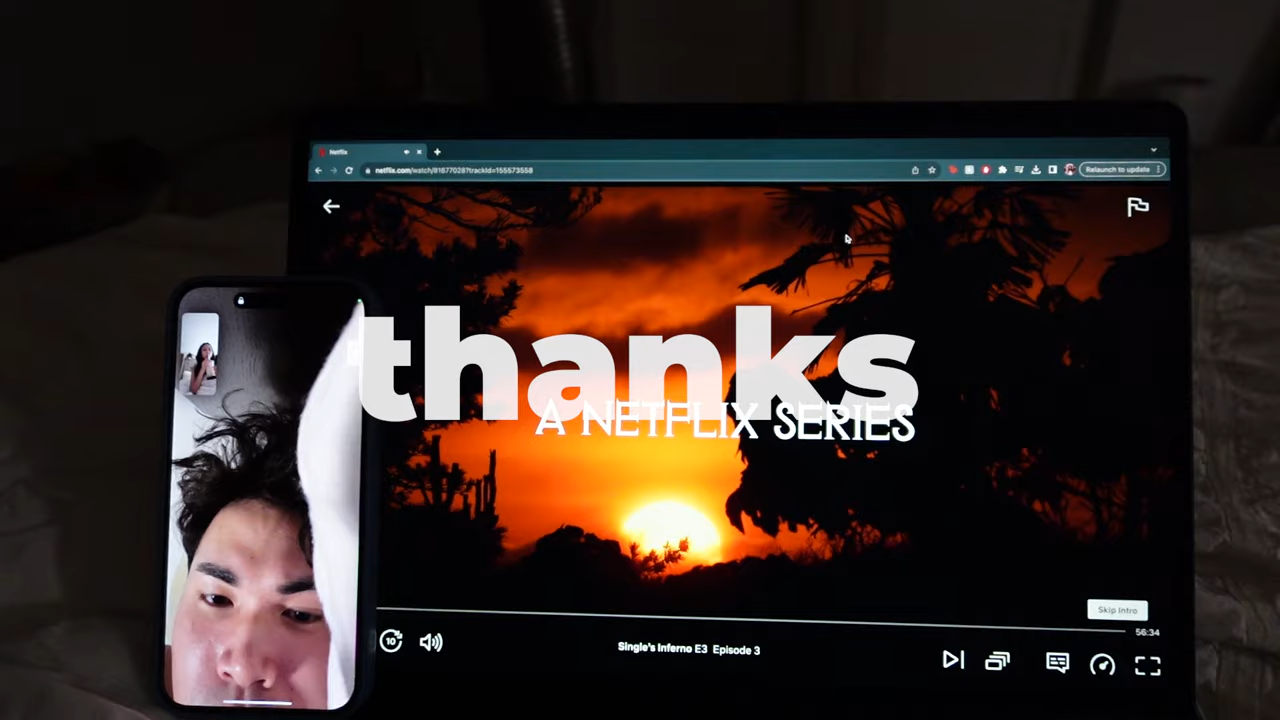 Netflix
netflix.com/watch/81677028?trackId=155573558
Relaunch to update
thanks
A NETFLIX SERIES
Skip Intro
56:34
10
Single's Inferno E3 Episode 3